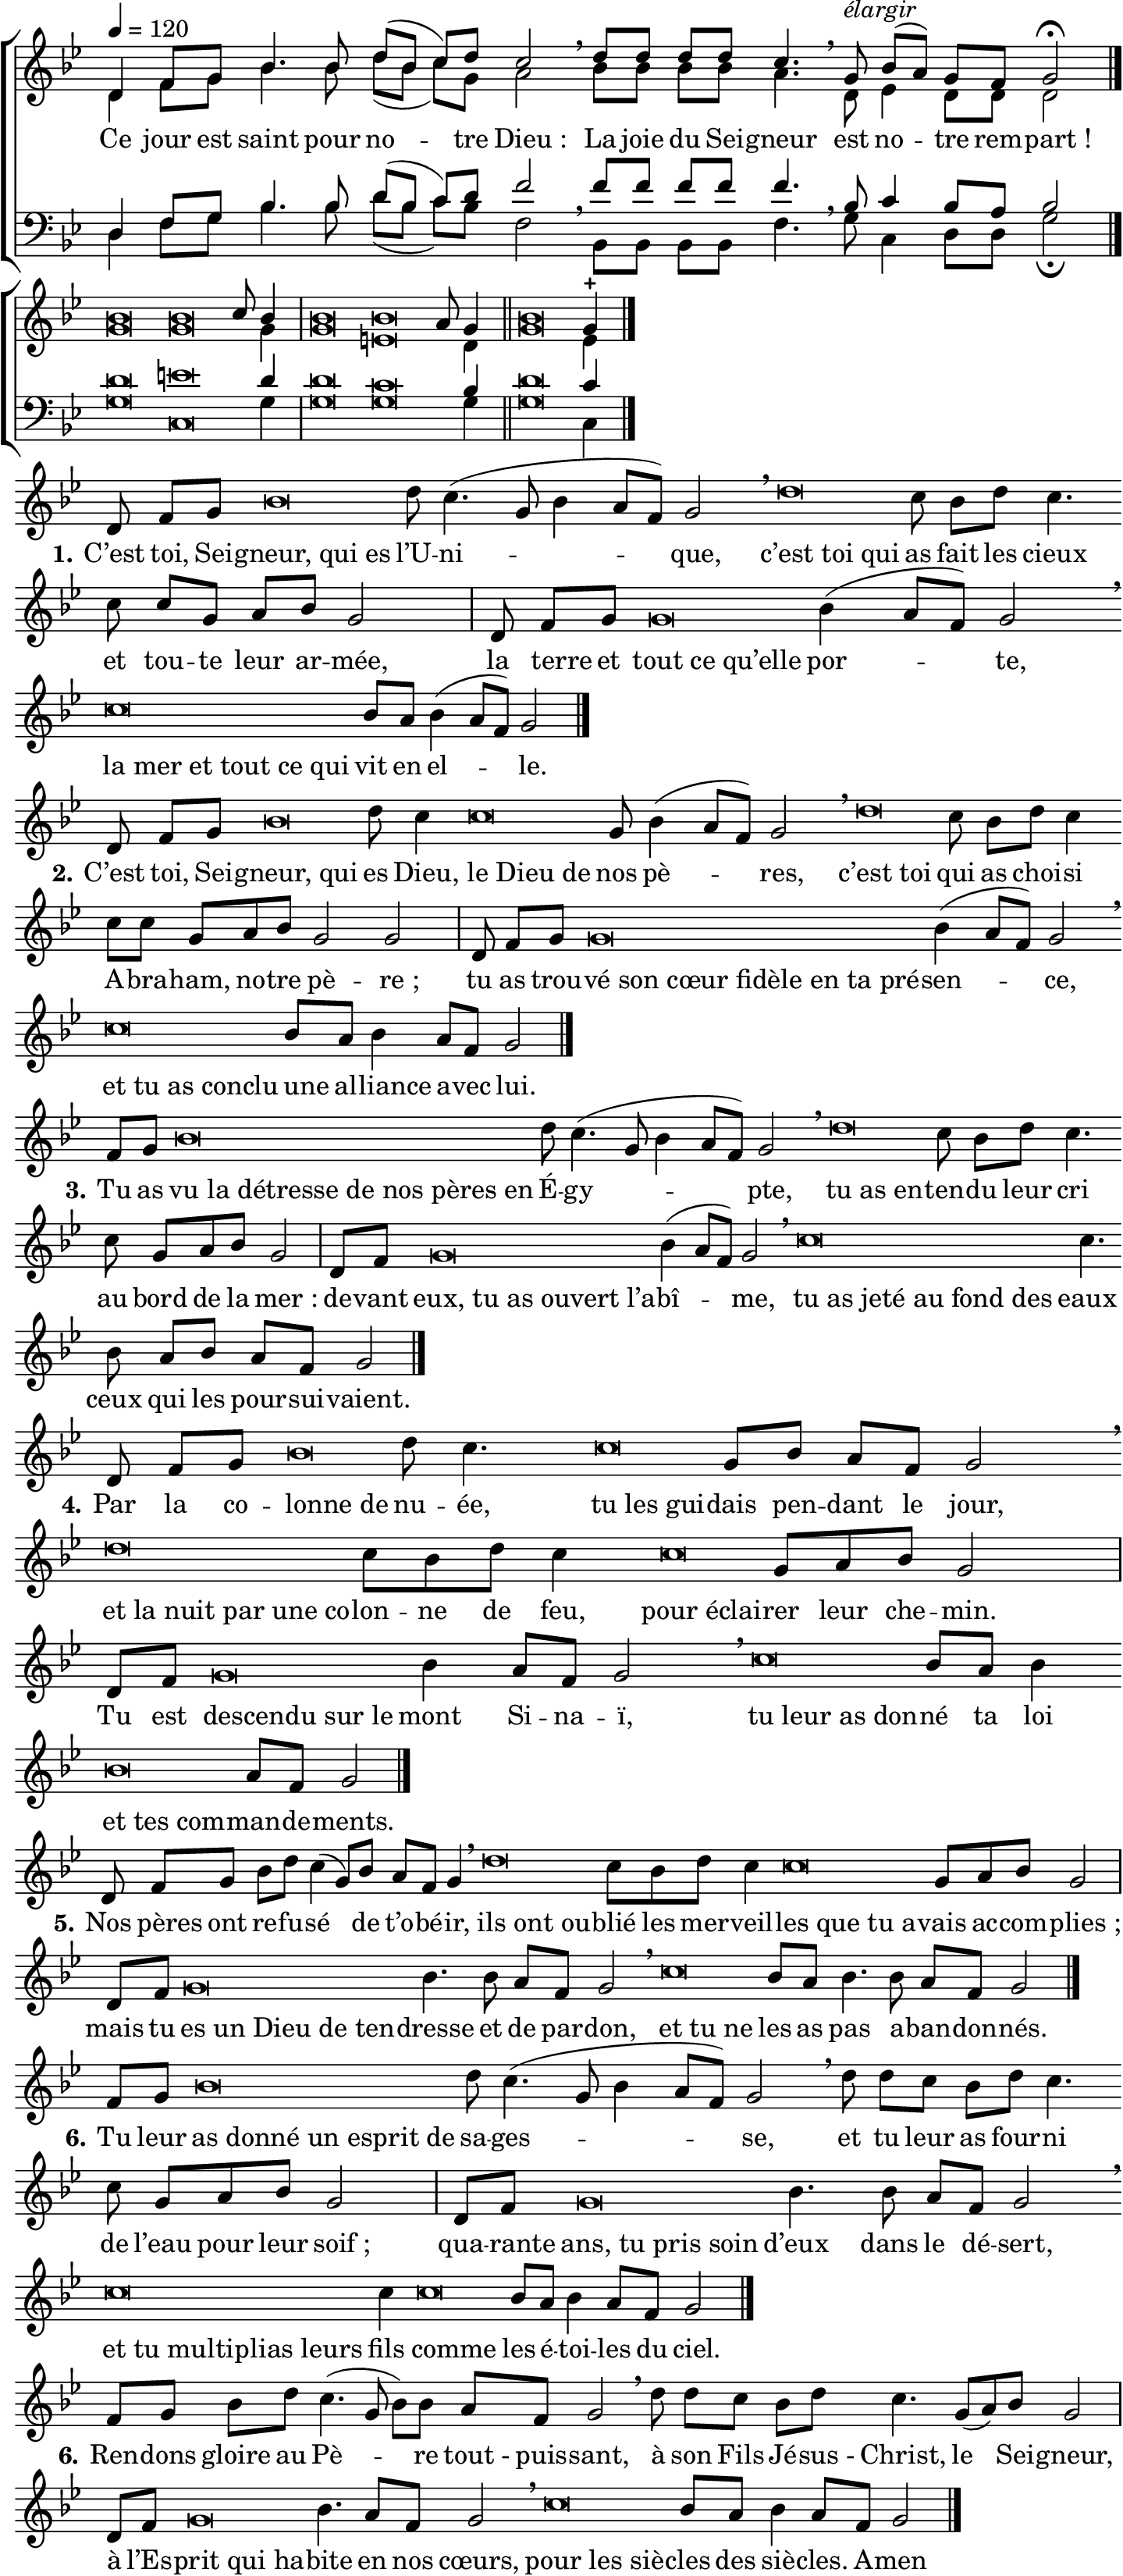 = 120
élargir
Ce jour est saint pour no -- tre Dieu : La joie du Seigneur est no - tre rempart !
1. C’est toi, Seigneur, qui es l’U-ni - - - - que, c’est toi qui as fait les cieux
et tou -- te leur ar -- mée, la terre et tout ce qu’elle por - - te,
la mer et tout ce qui vit en el - - le.
2. C’est toi, Seigneur, qui es Dieu, le Dieu de nos pè - - res, c’est toi qui as choisi
Abraham, notre pè -- re ; tu as trouvé son cœur fidèle en ta présen - - ce,
et tu as conclu une alliance avec lui.
3. Tu as vu la détresse de nos pères en É-gy - - - pte, tu as entendu leur cri
au bord de la mer : devant eux, tu as ouvert l’abî - - me, tu as jeté au fond des eaux
ceux qui les poursuivaient.
4. Par la co -- lonne de nu -- ée, tu les guidais pen -- dant le jour,
et la nuit par une colon -- ne de feu, pour éclairer leur che -- min.
Tu est descendu sur le mont Si -- na -- ï, tu leur as donné ta loi
et tes commandements.
5. Nos pères ont refusé de t’obéir, ils ont oublié les merveilles que tu avais accomplies ;
mais tu es un Dieu de tendresse et de pardon, et tu ne les as pas abandonnés.
6. Tu leur as donné un esprit de sa-ges - - - - se, et tu leur as fourni
de l’eau pour leur soif ; qua -- rante ans, tu pris soin d’eux dans le dé -- sert,
et tu multiplias leurs fils comme les é-toi-les du ciel.
6. Rendons gloire au Pè - - re tout - puissant, à son Fils Jésus - Christ, le Seigneur,
à l’Esprit qui habite en nos cœurs, pour les siècles des siècles. Amen